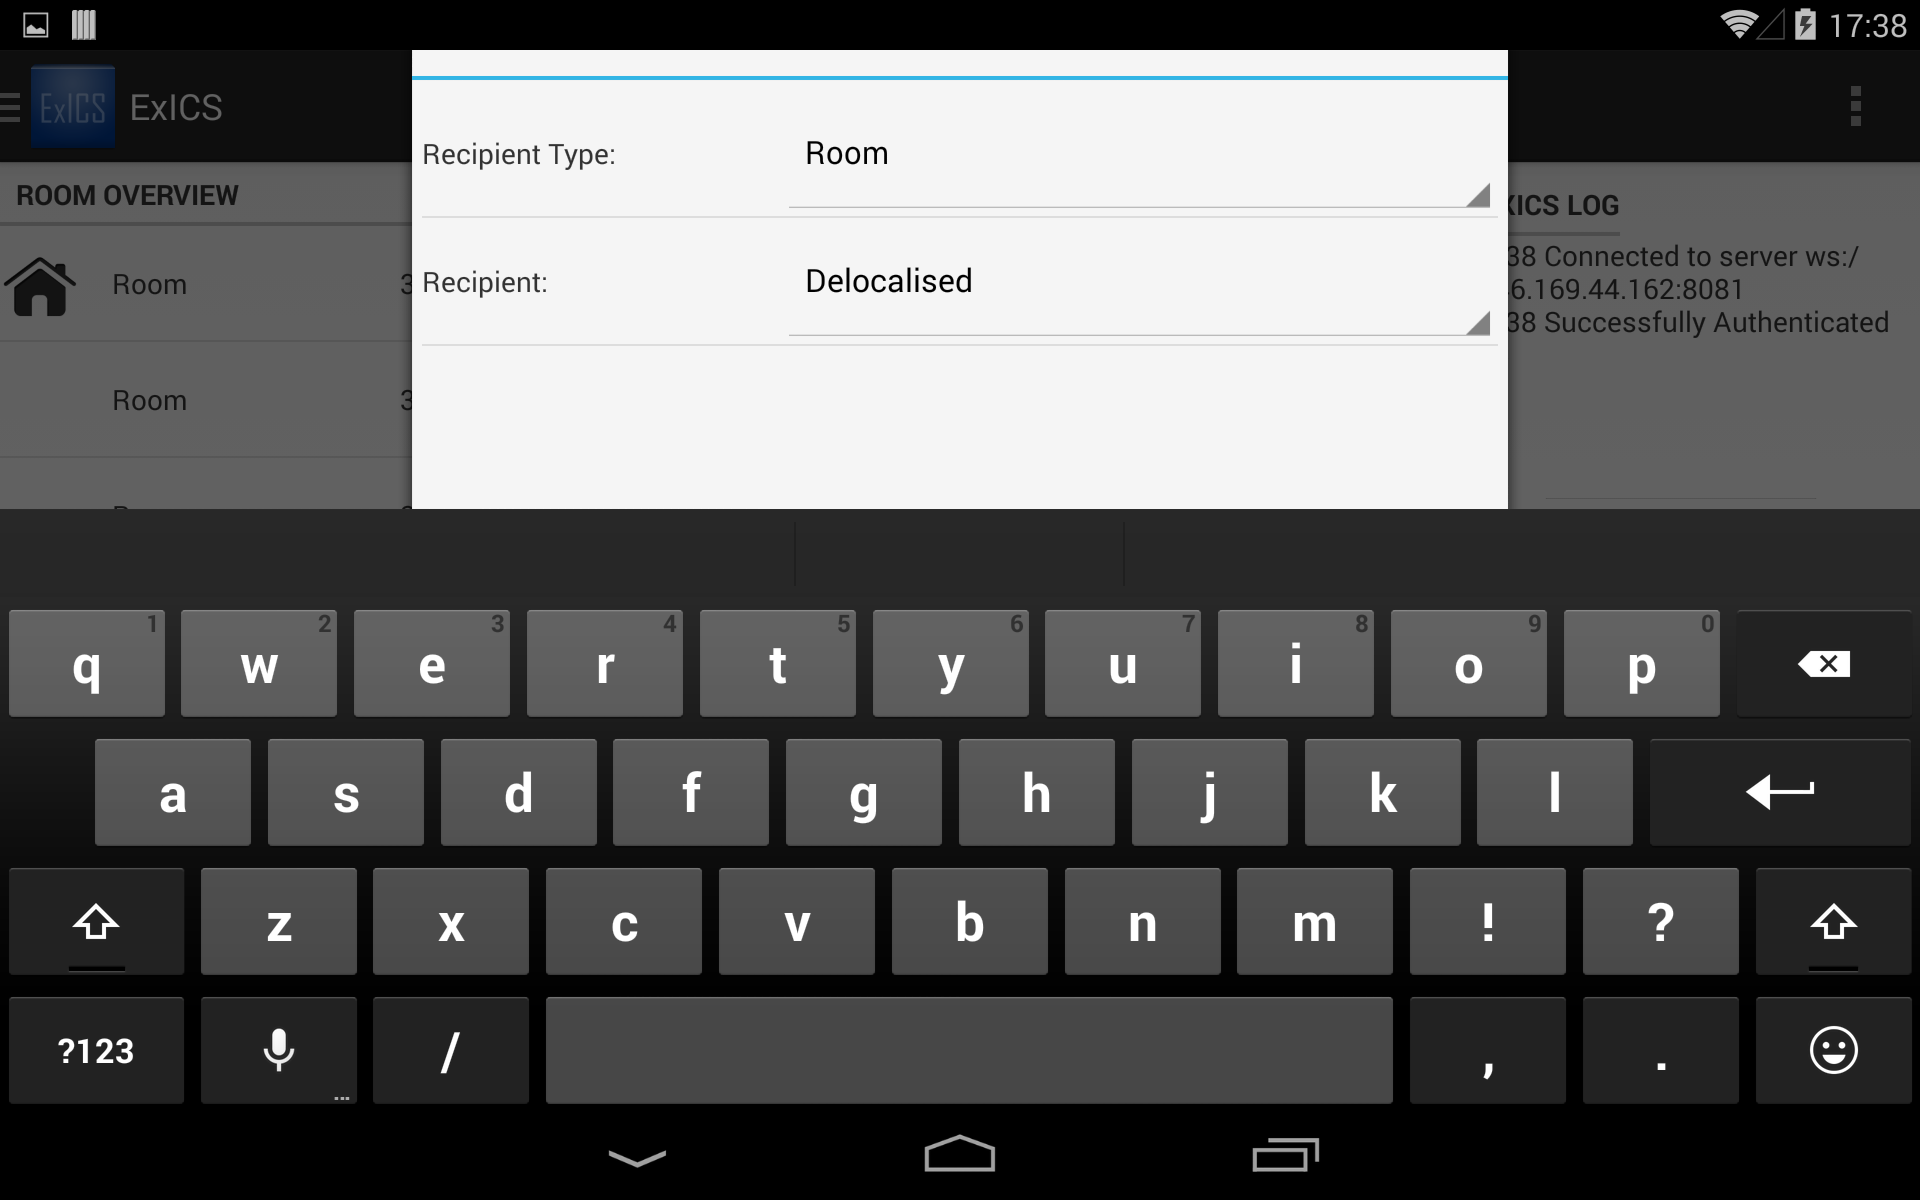 17:38
ExICS ExICS
ROOM OVERVIEW
Room 3
Room 3
Recipient Type: Room
Recipient: Delocalised
XICS LOG
38 Connected to server ws:/
6.169.44.162:8081
38 Successfully Authenticated
q 1 w 2 e 3 r 4 t 5 y 6 u 7 i 8 o 9 p 0
a s d f g h j k l
z x c v b n m ! ?
?123 / , .
...